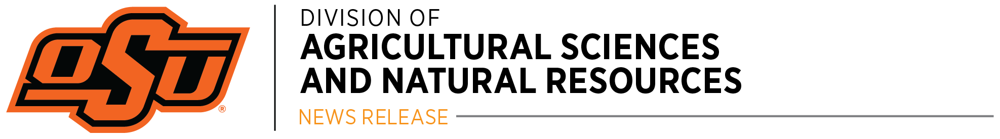 OSU®
DIVISION OF
AGRICULTURAL SCIENCES
AND NATURAL RESOURCES
NEWS RELEASE